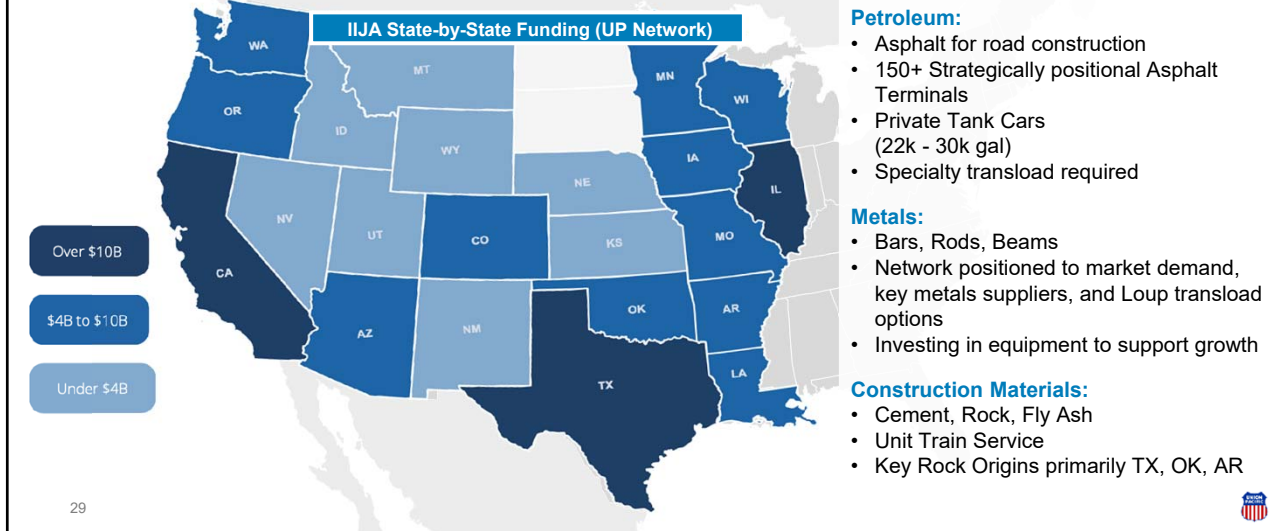 IIJA State-by-State Funding (UP Network)
WA
OR
CA
ID
NV
MT
WY
UT
AZ
CO
NM
NE
KS
OK
TX
MN
IA
MO
AR
LA
WI
IL
Over $10B
$4B to $10B
Under $4B
Petroleum:
• Asphalt for road construction
• 150+ Strategically positional Asphalt
Terminals
• Private Tank Cars
(22k - 30k gal)
• Specialty transload required
Metals:
• Bars, Rods, Beams
• Network positioned to market demand,
key metals suppliers, and Loup transload
options
• Investing in equipment to support growth
Construction Materials:
• Cement, Rock, Fly Ash
• Unit Train Service
• Key Rock Origins primarily TX, OK, AR
29
UNION
PACIFIC